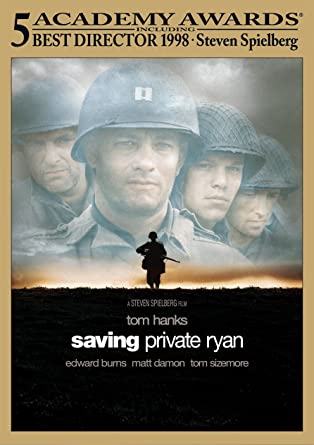 5 ACADEMY AWARDS®
INCLUDING
BEST DIRECTOR 1998 · Steven Spielberg
A STEVEN SPIELBERG FILM
tom hanks
saving private ryan
edward burns matt damon tom sizemore